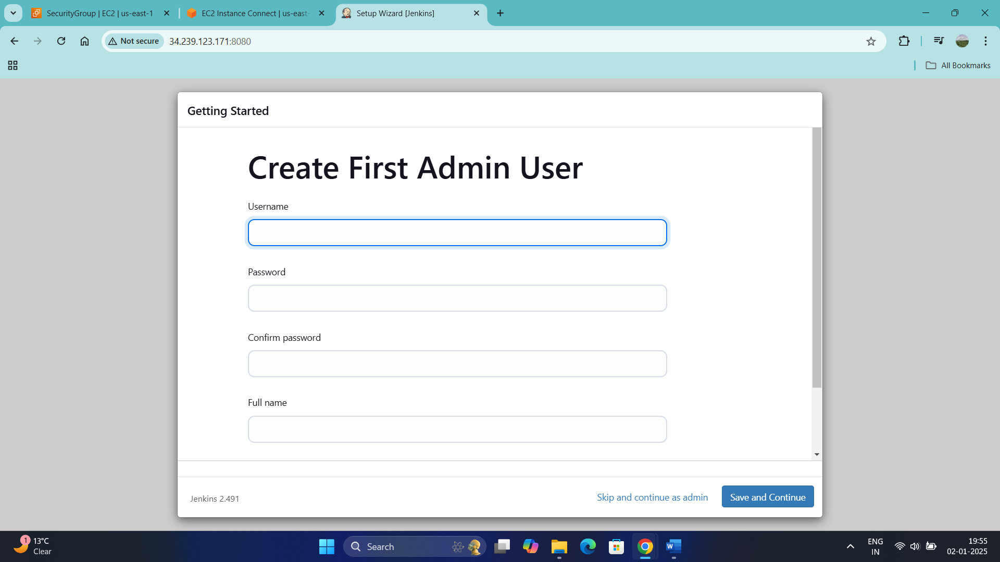 SecurityGroup | EC2 | us-east-1
EC2 Instance Connect | us-east-
Setup Wizard [Jenkins]
Not secure
34.239.123.171:8080
All Bookmarks
Getting Started
Create First Admin User
Username
Password
Confirm password
Full name
Jenkins 2.491
Skip and continue as admin
Save and Continue
1
13°C
Clear
Search
W
ENG
IN
19:55
02-01-2025